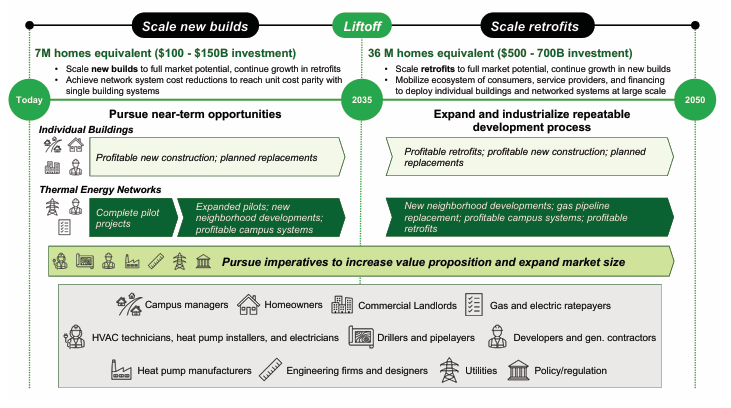 Scale new builds
Liftoff
Scale retrofits
7M homes equivalent ($100 - $150B investment)
• Scale new builds to full market potential, continue growth in retrofits
• Achieve network system cost reductions to reach unit cost parity with
single building systems
36 M homes equivalent ($500 - 700B investment)
• Scale retrofits to full market potential, continue growth in new builds
• Mobilize ecosystem of consumers, service providers, and financing
to deploy individual buildings and networked systems at large scale
Today
2035
2050
Pursue near-term opportunities
Expand and industrialize repeatable
development process
Individual Buildings
Profitable new construction; planned replacements
Profitable retrofits; profitable new construction; planned
replacements
Thermal Energy Networks
Complete pilot
projects
Expanded pilots; new
neighborhood developments;
profitable campus systems
New neighborhood developments; gas pipeline
replacement; profitable campus systems; profitable
retrofits
Pursue imperatives to increase value proposition and expand market size
Campus managers
Homeowners
Commercial Landlords
Gas and electric ratepayers
HVAC technicians, heat pump installers, and electricians
Drillers and pipelayers
Developers and gen. contractors
Heat pump manufacturers
Engineering firms and designers
Utilities
Policy/regulation